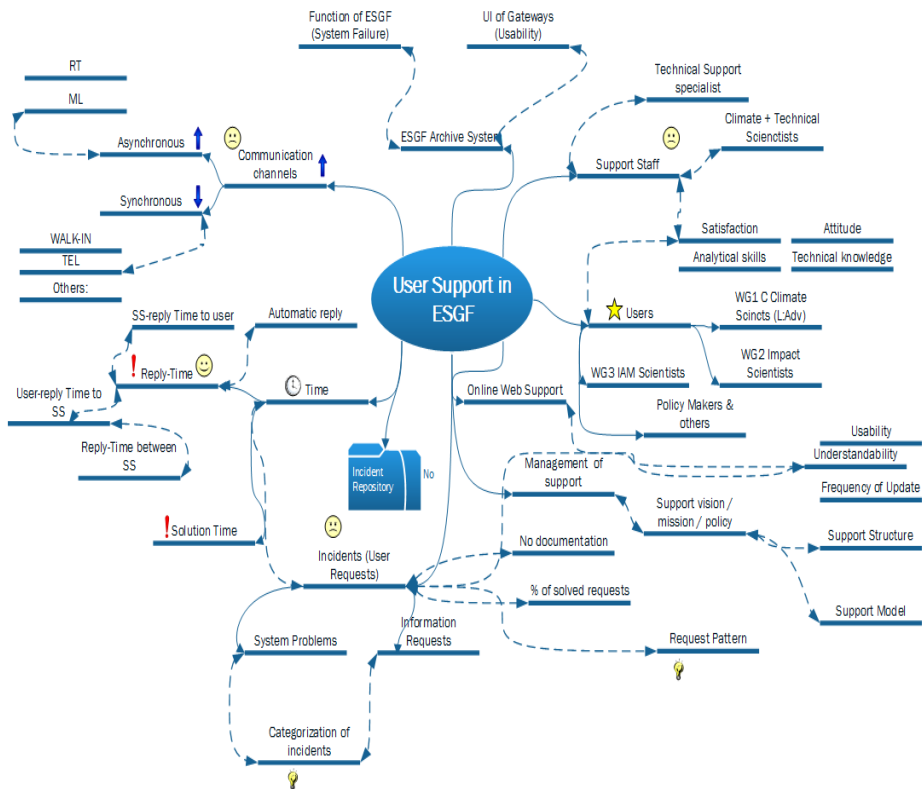 Function of ESGF
(System Failure)
UI of Gateways
(Usability)
RT
ML
Asynchronous
Communication
channels
Synchronous
WALK-IN
TEL
Others:
ESGF Archive System
Technical Support
specialist
Climate + Technical
Scienctists
Support Staff
Satisfaction
Attitude
Analytical skills
Technical knowledge
User Support in
ESGF
Users
WG1 C Climate
Scincts (L:Adv)
WG2 Impact
Scientists
WG3 IAM Scientists
Policy Makers &
others
SS-reply Time to user
Automatic reply
Reply-Time
User-reply Time to
SS
Reply-Time between
SS
Time
Solution Time
Incident
Repository
No
Online Web Support
Usability
Understandability
Frequency of Update
Management of
support
Support vision /
mission / policy
Support Structure
Support Model
Incidents (User
Requests)
No documentation
% of solved requests
Request Pattern
System Problems
Information
Requests
Categorization of
incidents